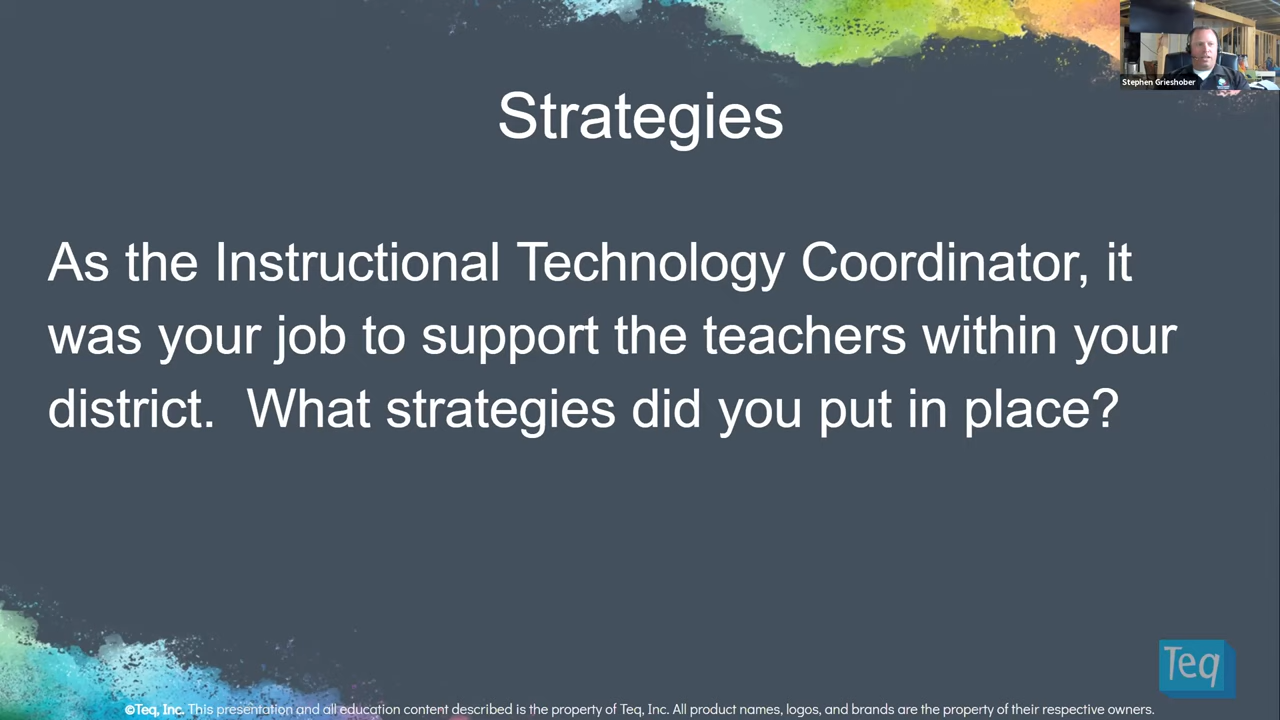 Stephen Grieshober
Strategies
As the Instructional Technology Coordinator, it
was your job to support the teachers within your
district.  What strategies did you put in place?
Teq
©Teq, Inc. This presentation and all education content described is the property of Teq, Inc. All product names, logos, and brands are the property of their respective owners.